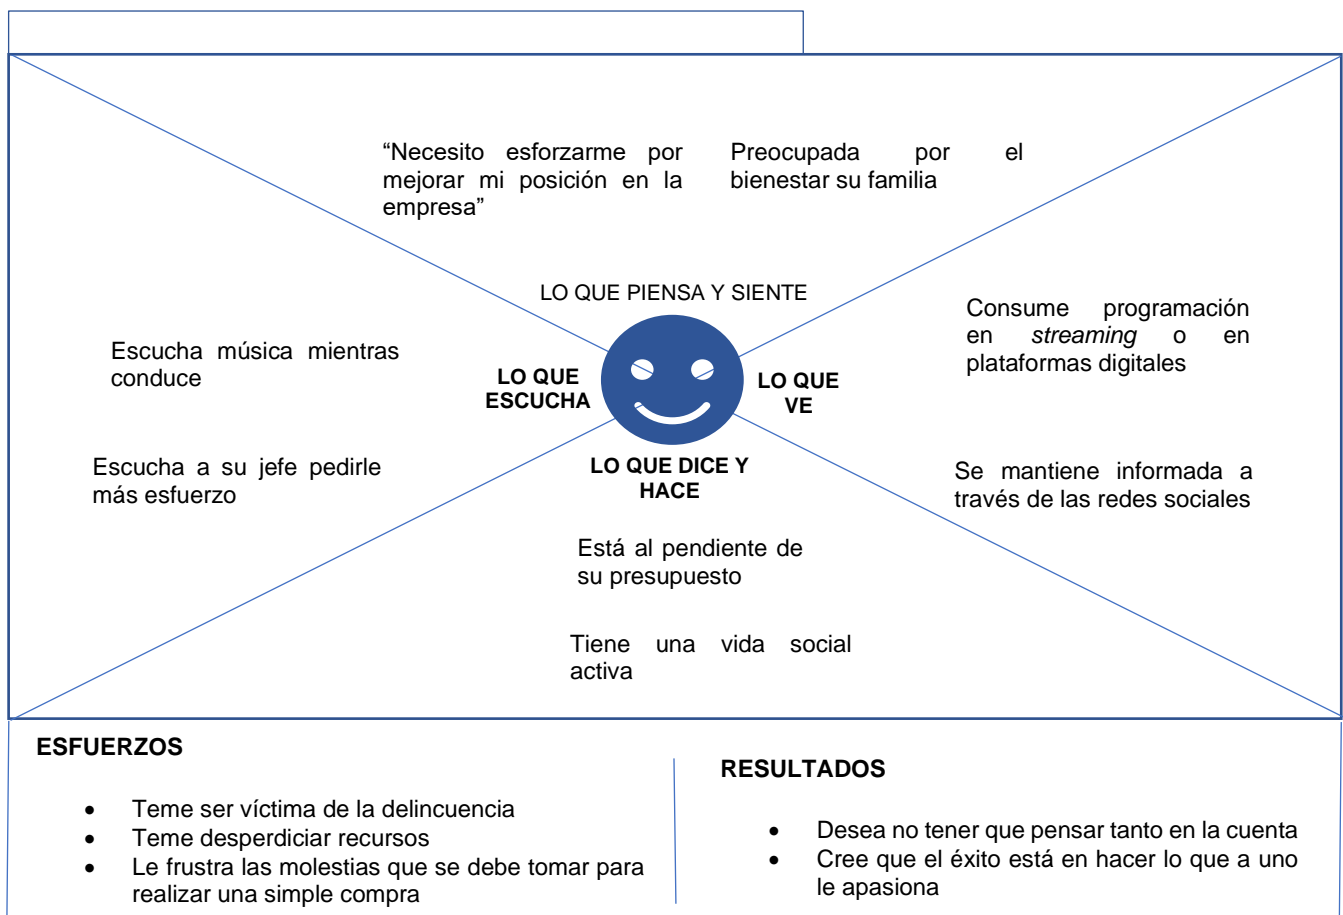 “Necesito esforzarme por
mejorar mi posición en la
empresa”
Preocupada por el
bienestar su familia
LO QUE PIENSA Y SIENTE
Escucha música mientras
conduce
Escucha a su jefe pedirle
más esfuerzo
LO QUE
ESCUCHA
LO QUE
VE
Consume programación
en streaming o en
plataformas digitales
Se mantiene informada a
través de las redes sociales
LO QUE DICE Y
HACE
Está al pendiente de
su presupuesto
Tiene una vida social
activa
ESFUERZOS
• Teme ser víctima de la delincuencia
• Teme desperdiciar recursos
• Le frustra las molestias que se debe tomar para
realizar una simple compra
RESULTADOS
• Desea no tener que pensar tanto en la cuenta
• Cree que el éxito está en hacer lo que a uno
le apasiona